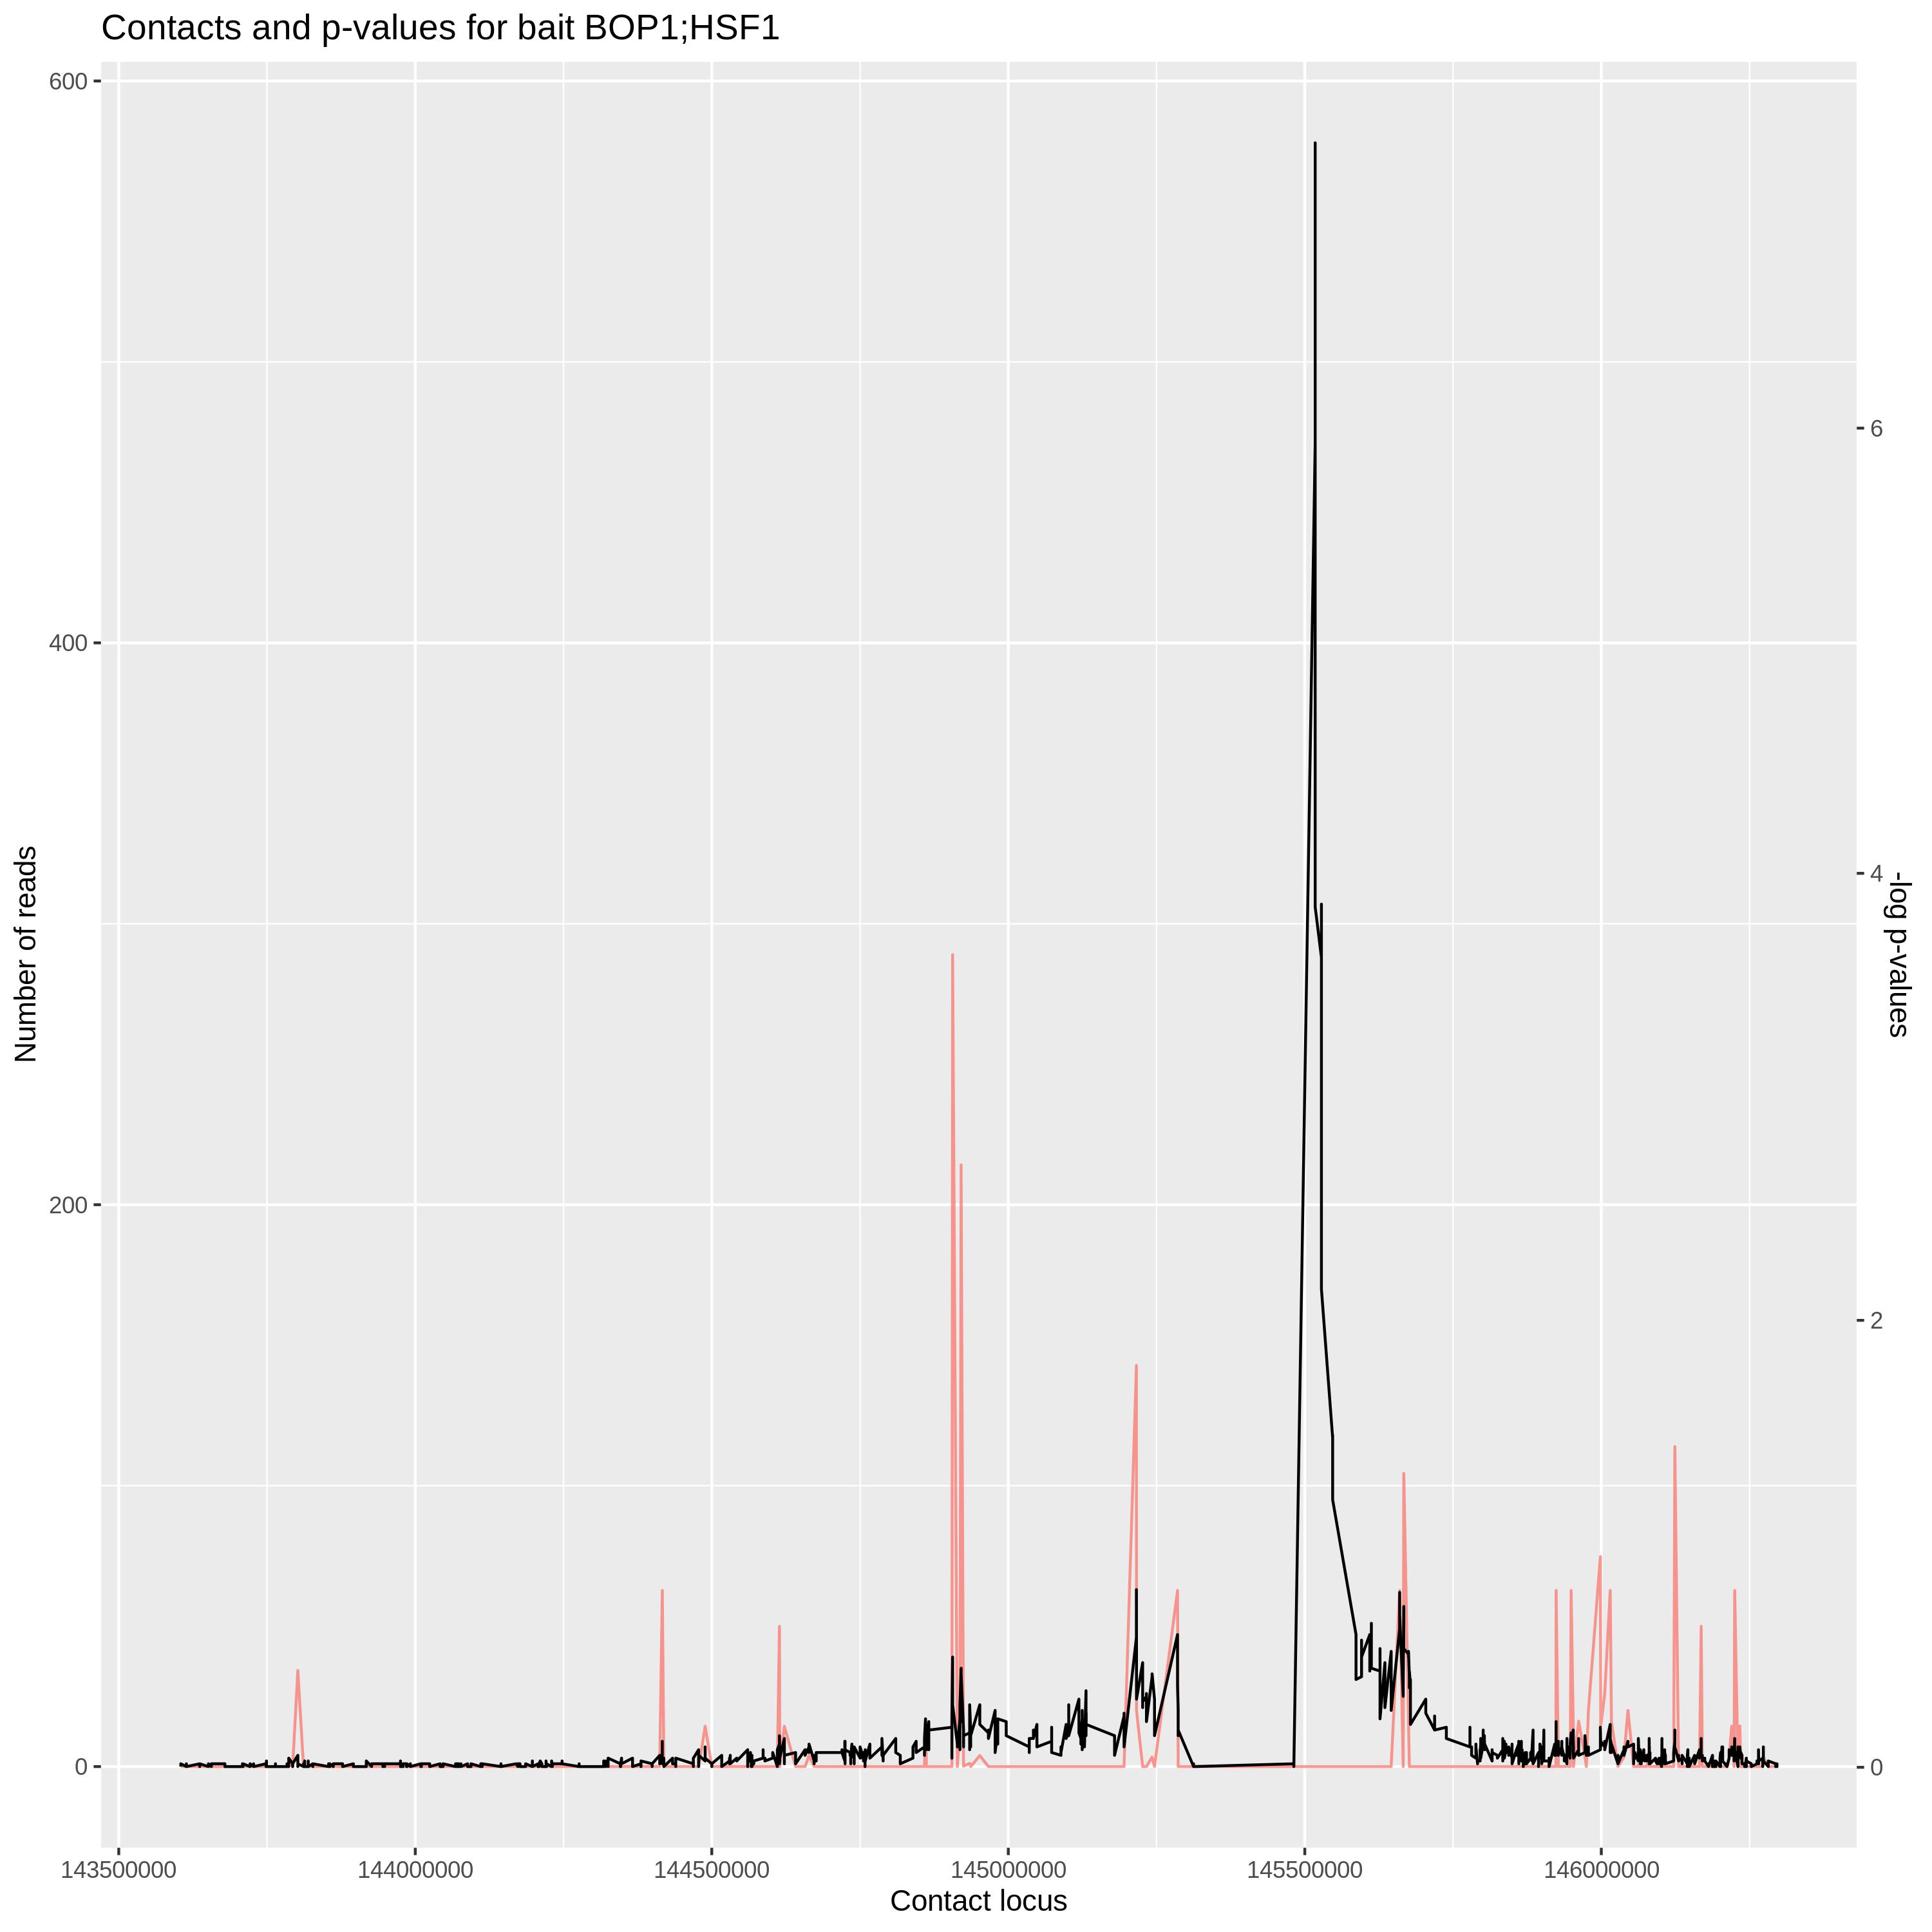 Contacts and p-values for bait BOP1;HSF1
600
400
200
0
Number of reads
6
4
2
0
-log p-values
143500000 144000000 144500000 145000000 145500000 146000000
Contact locus